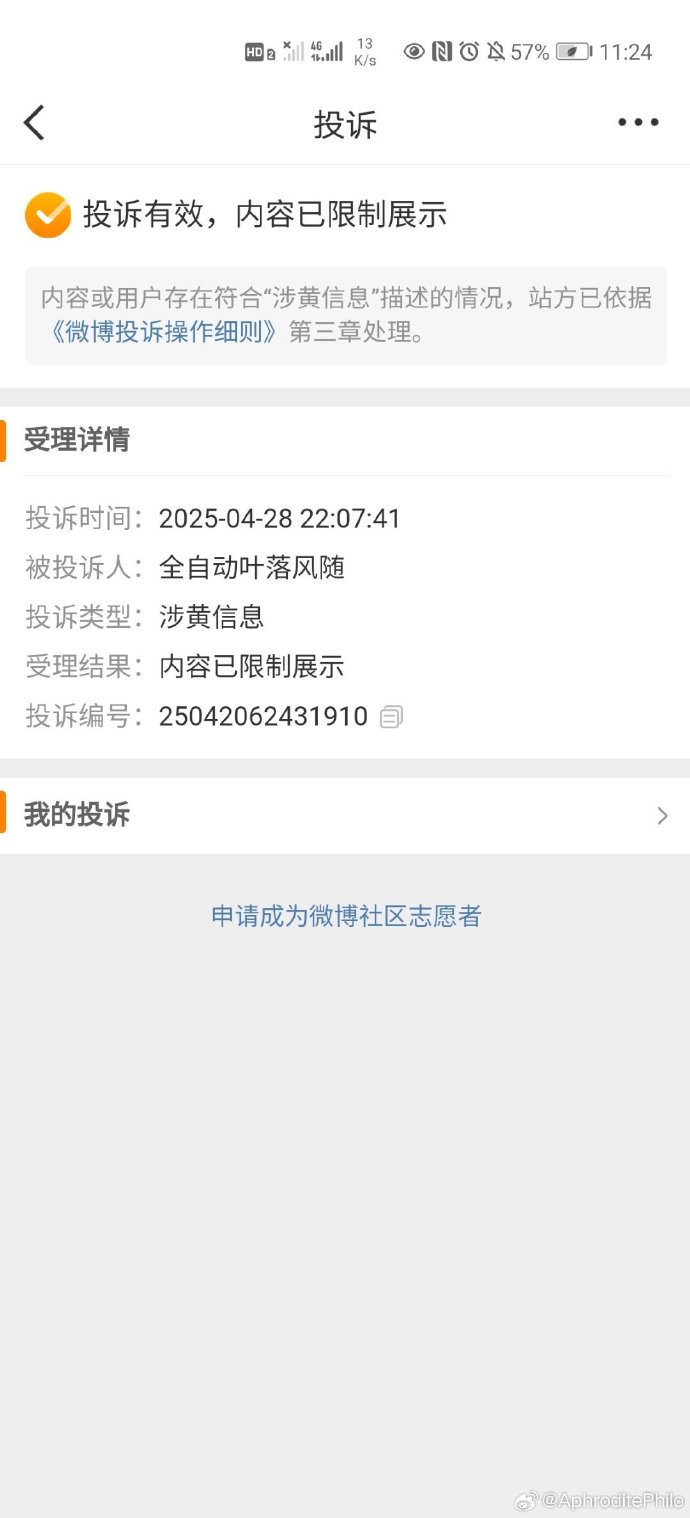 HD 2 4G 13 K/s 57% 11:24
投诉
投诉有效，内容已限制展示
内容或用户存在符合“涉黄信息”描述的情况，站方已依据
《微博投诉操作细则》第三章处理。
受理详情
投诉时间：2025-04-28 22:07:41
被投诉人：全自动叶落风随
投诉类型：涉黄信息
受理结果：内容已限制展示
投诉编号：25042062431910
我的投诉
申请成为微博社区志愿者
@AphroditePhilo